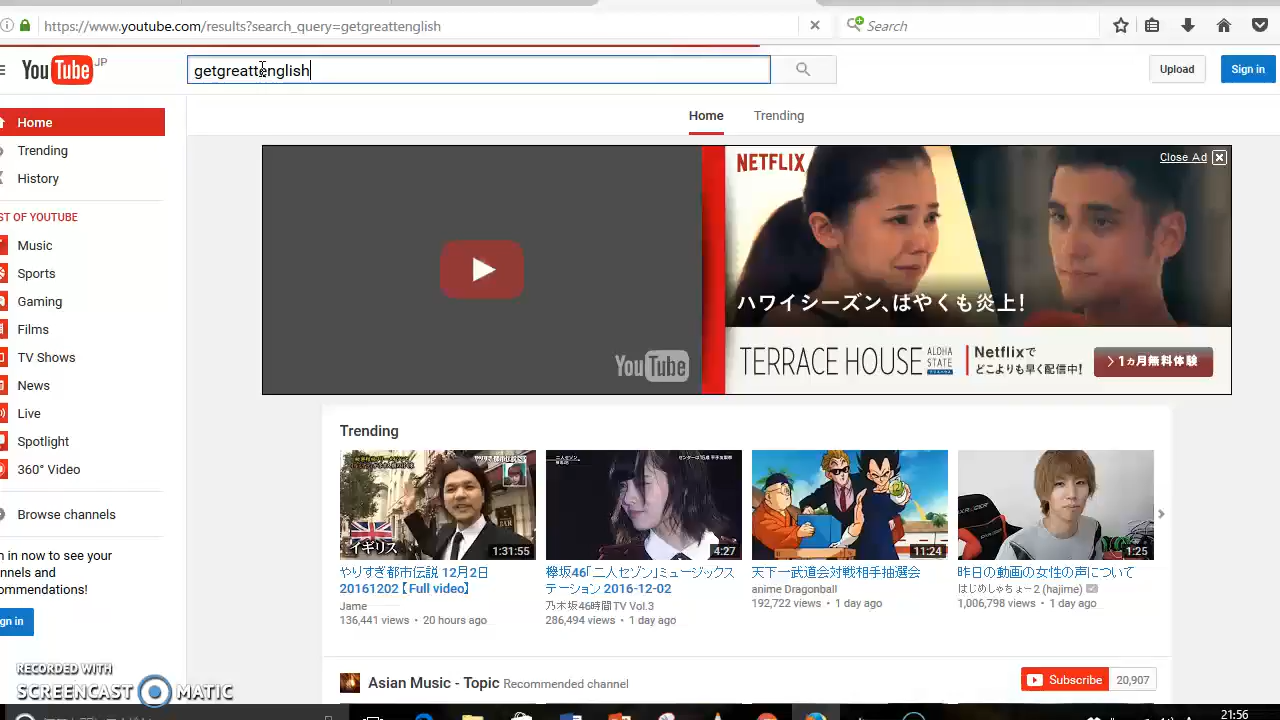 https://www.youtube.com/results?search_query=getgreattenglish
Search
YouTube JP
getgreattenglish
Upload
Sign in
Home
Trending
Home
Trending
History
ST OF YOUTUBE
Music
Sports
Gaming
Films
TV Shows
News
Live
Spotlight
360° Video
Browse channels
n in now to see your
nnels and
ommendations!
gn in
YouTube
NETFLIX
Close Ad
ハワイシーズン、はやくも炎上!
TERRACE HOUSE ALOHA STATE
Netflixで
どこよりも早く配信中!
1ヵ月無料体験
Trending
イギリス
1:31:55
4:27
11:24
1:25
やりすぎ都市伝説 12月2日
20161202【Full video】
Jame
136,441 views • 20 hours ago
欅坂46「二人セゾン」ミュージックス
テーション 2016-12-02
乃木坂46時間TV Vol.3
286,494 views • 1 day ago
天下一武道会対戦相手抽選会
anime Dragonball
192,722 views • 1 day ago
昨日の動画の女性の声について
はじめしゃちょー2 (hajime)
1,006,798 views • 1 day ago
Asian Music - Topic Recommended channel
Subscribe 20,907
RECORDED WITH
SCREENCAST MATIC
21:56